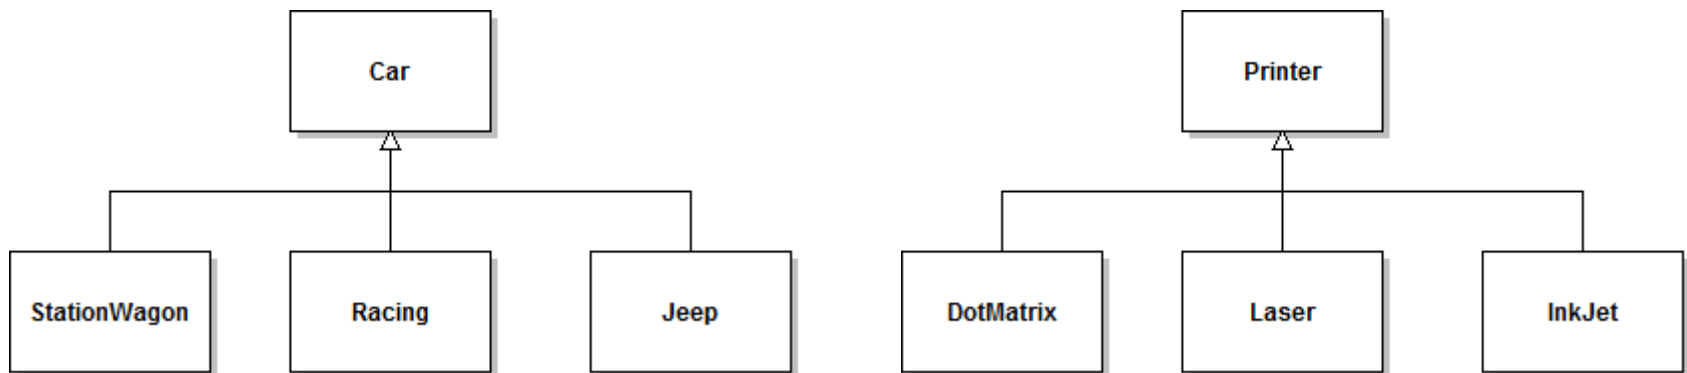 Car
Printer
StationWagon
Racing
Jeep
DotMatrix
Laser
InkJet